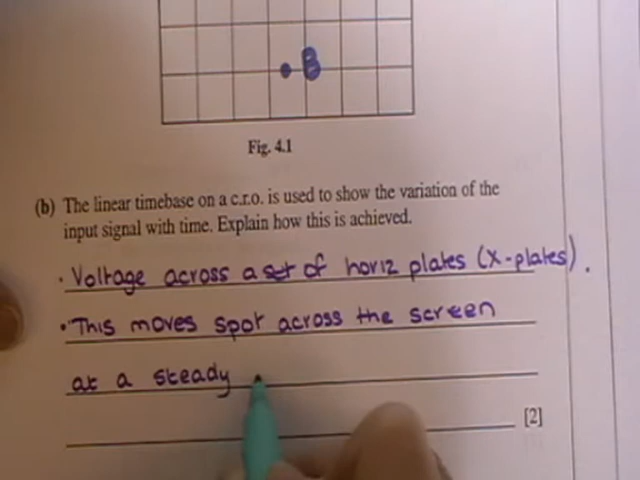 B
Fig. 4.1
(b) The linear timebase on a c.r.o. is used to show the variation of the
input signal with time. Explain how this is achieved.
• Voltage across a set of horiz plates (X-plates).
• This moves spot across the screen
at a steady
[2]